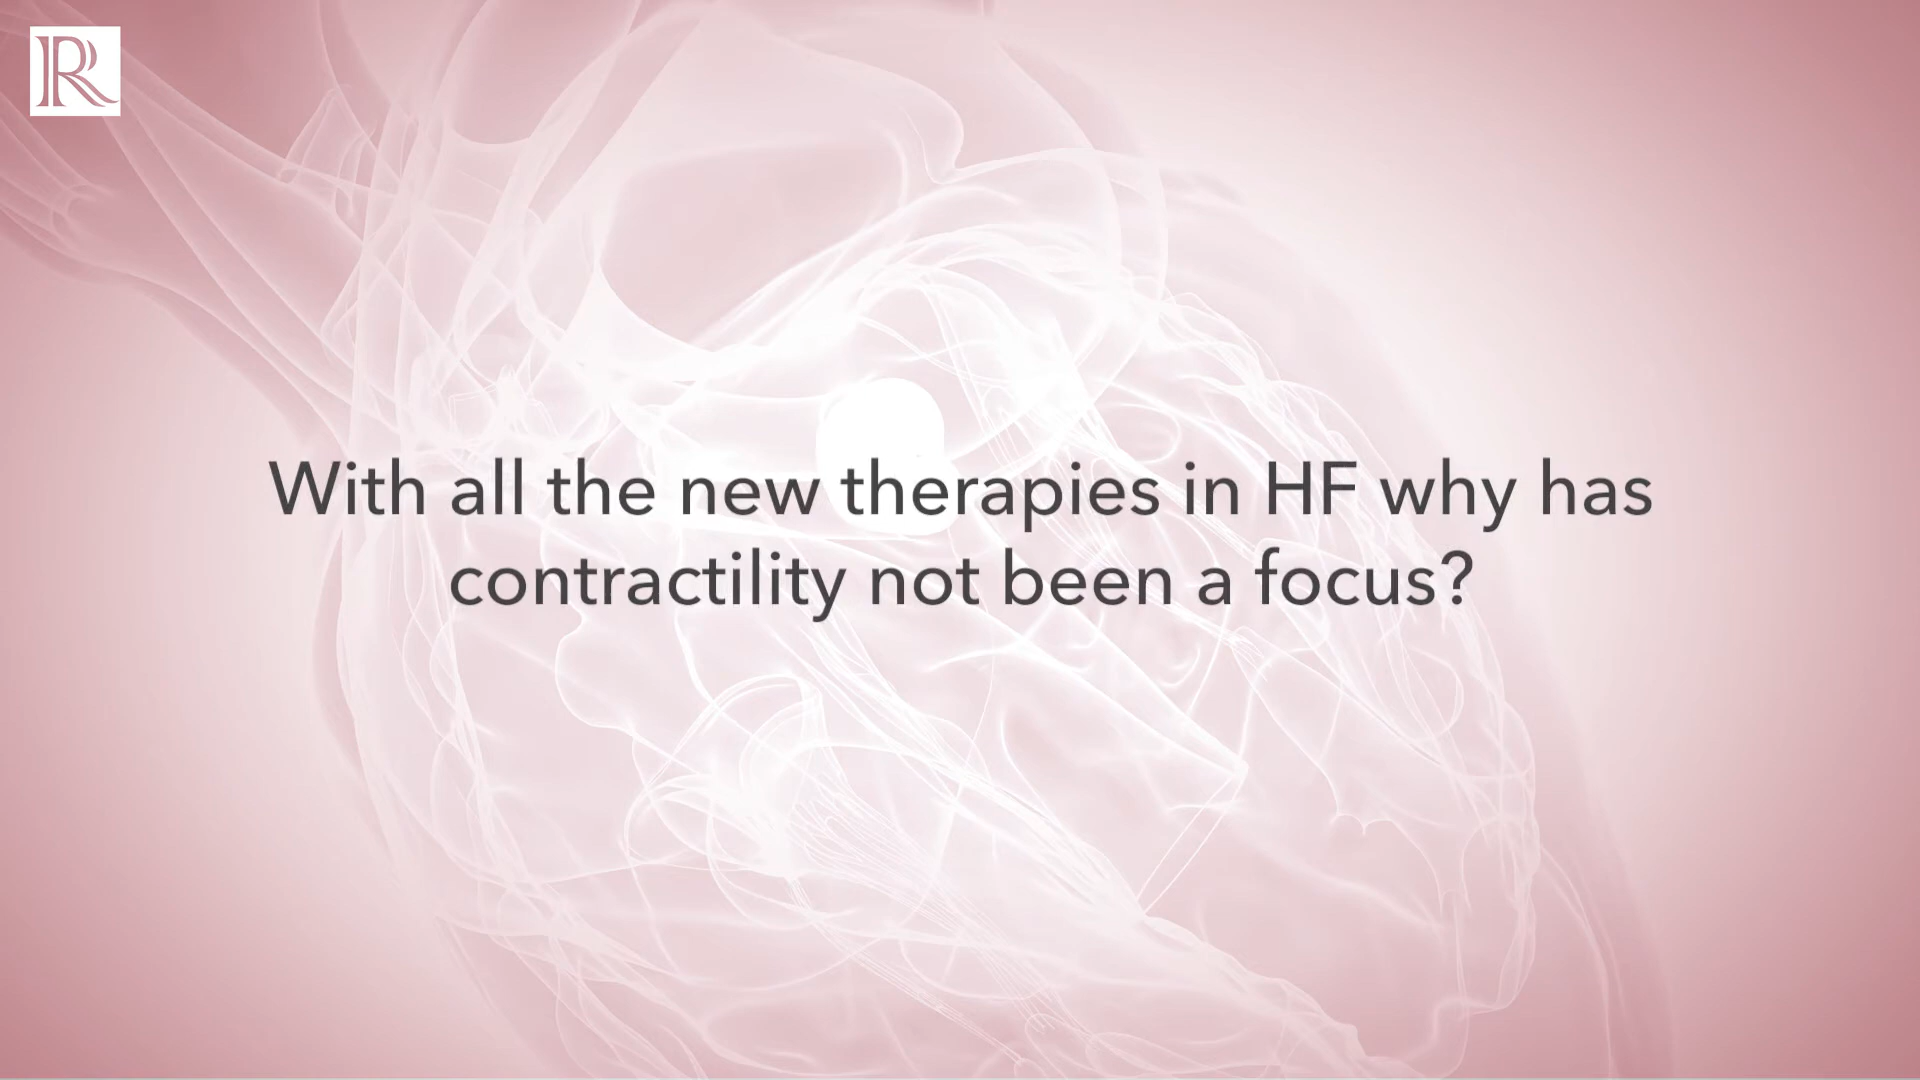 R
With all the new therapies in HF why has
contractility not been a focus?